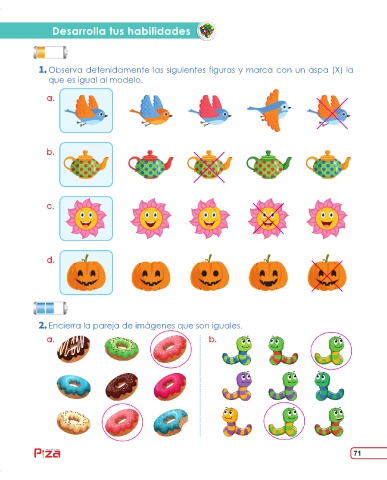 Desarrolla tus habilidades
1. Observa detenidamente las siguientes figuras y marca con un aspa (X) la
que es igual al modelo.
a.
b.
c.
d.
2. Encierra la pareja de imágenes que son iguales.
a.
b.
Piza
71